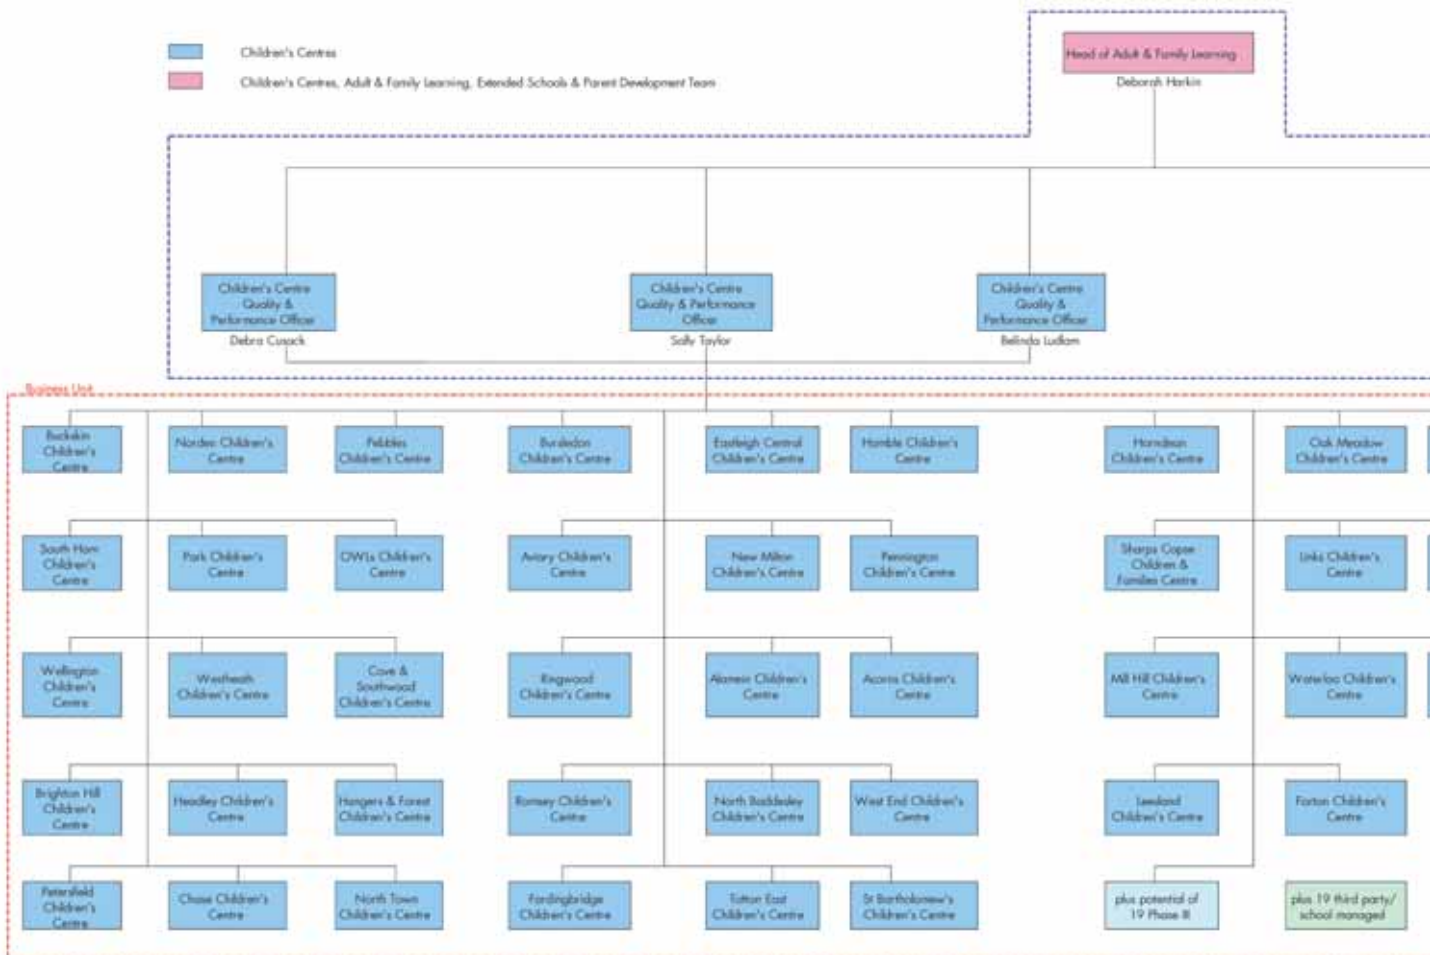 Children's Centres
Children's Centres, Adult & Family Learning, Extended Schools & Parent Development Team
Head of Adult & Family Learning
Deborah Harkin
Children's Centre
Quality &
Performance Officer
Debra Cusack
Children's Centre
Quality & Performance
Officer
Sally Taylor
Children's Centre
Quality &
Performance Officer
Belinda Ludlam
Business Unit
Buckskin
Children's
Centre
Norden Children's
Centre
Pebbles
Children's Centre
Bursledon
Children's Centre
Eastleigh Central
Children's Centre
Hamble Children's
Centre
Horndean
Children's Centre
Oak Meadow
Children's Centre
South Ham
Children's
Centre
Park Children's
Centre
OWLs Children's
Centre
Aviary Children's
Centre
New Milton
Children's Centre
Pennington
Children's Centre
Sharps Copse
Children &
Families Centre
Links Children's
Centre
Wellington
Children's
Centre
Westheath
Children's Centre
Cove &
Southwood
Children's Centre
Ringwood
Children's Centre
Alamein Children's
Centre
Acorns Children's
Centre
Mill Hill Children's
Centre
Waterloo Children's
Centre
Brighton Hill
Children's
Centre
Headley Children's
Centre
Hangers & Forest
Children's Centre
Romsey Children's
Centre
North Baddesley
Children's Centre
West End Children's
Centre
Leesland
Children's Centre
Forton Children's
Centre
Petersfield
Children's
Centre
Chase Children's
Centre
North Town
Children's Centre
Fordingbridge
Children's Centre
Totton East
Children's Centre
St Bartholomew's
Children's Centre
plus potential of
19 Phase III
plus 19 third party/
school managed